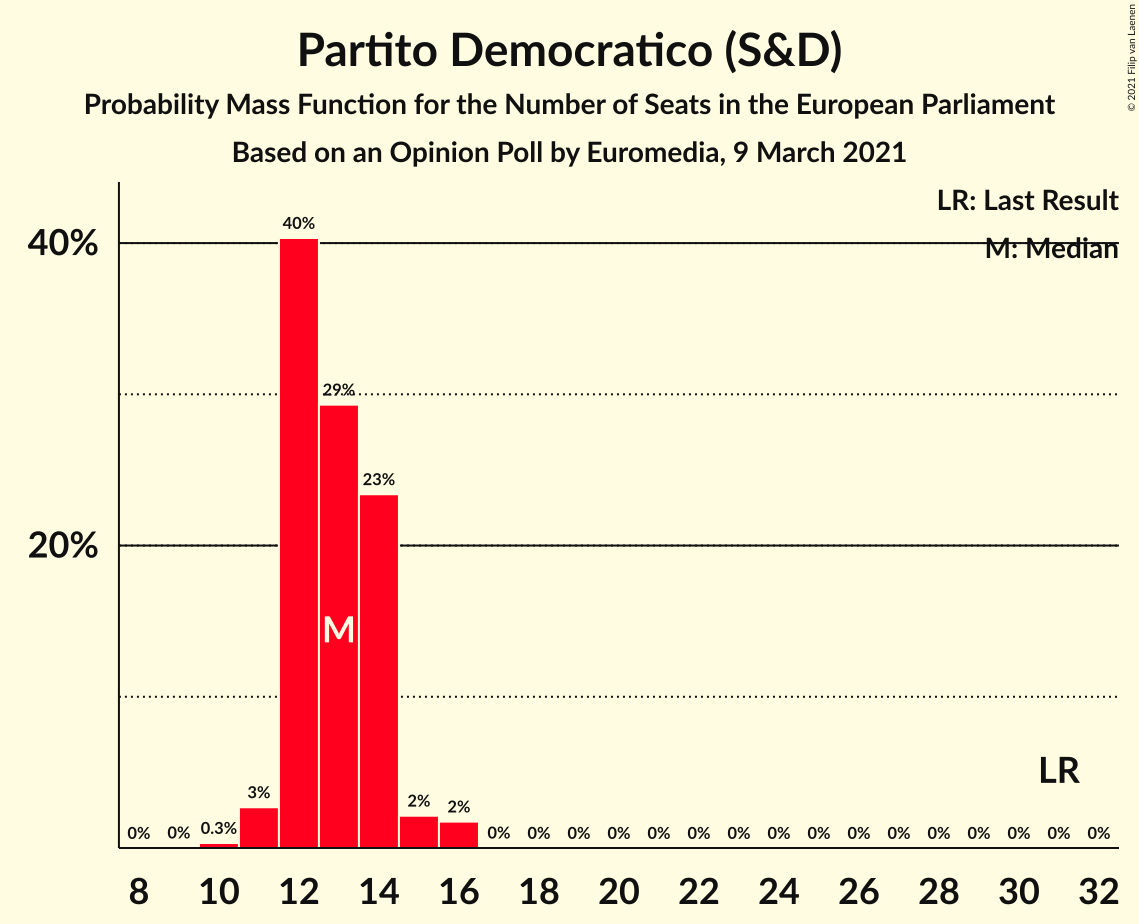 Partito Democratico (S&D)
Probability Mass Function for the Number of Seats in the European Parliament
Based on an Opinion Poll by Euromedia, 9 March 2021
© 2021 Filip van Laenen
LR: Last Result
M: Median
40%
20%
0% 0% 0.3% 3% 40% 29% 23% 2% 2% 0% 0% 0% 0% 0% 0% 0% 0% 0% 0% 0% 0% 0% 0% 0% 0%
M
LR
8 10 12 14 16 18 20 22 24 26 28 30 32